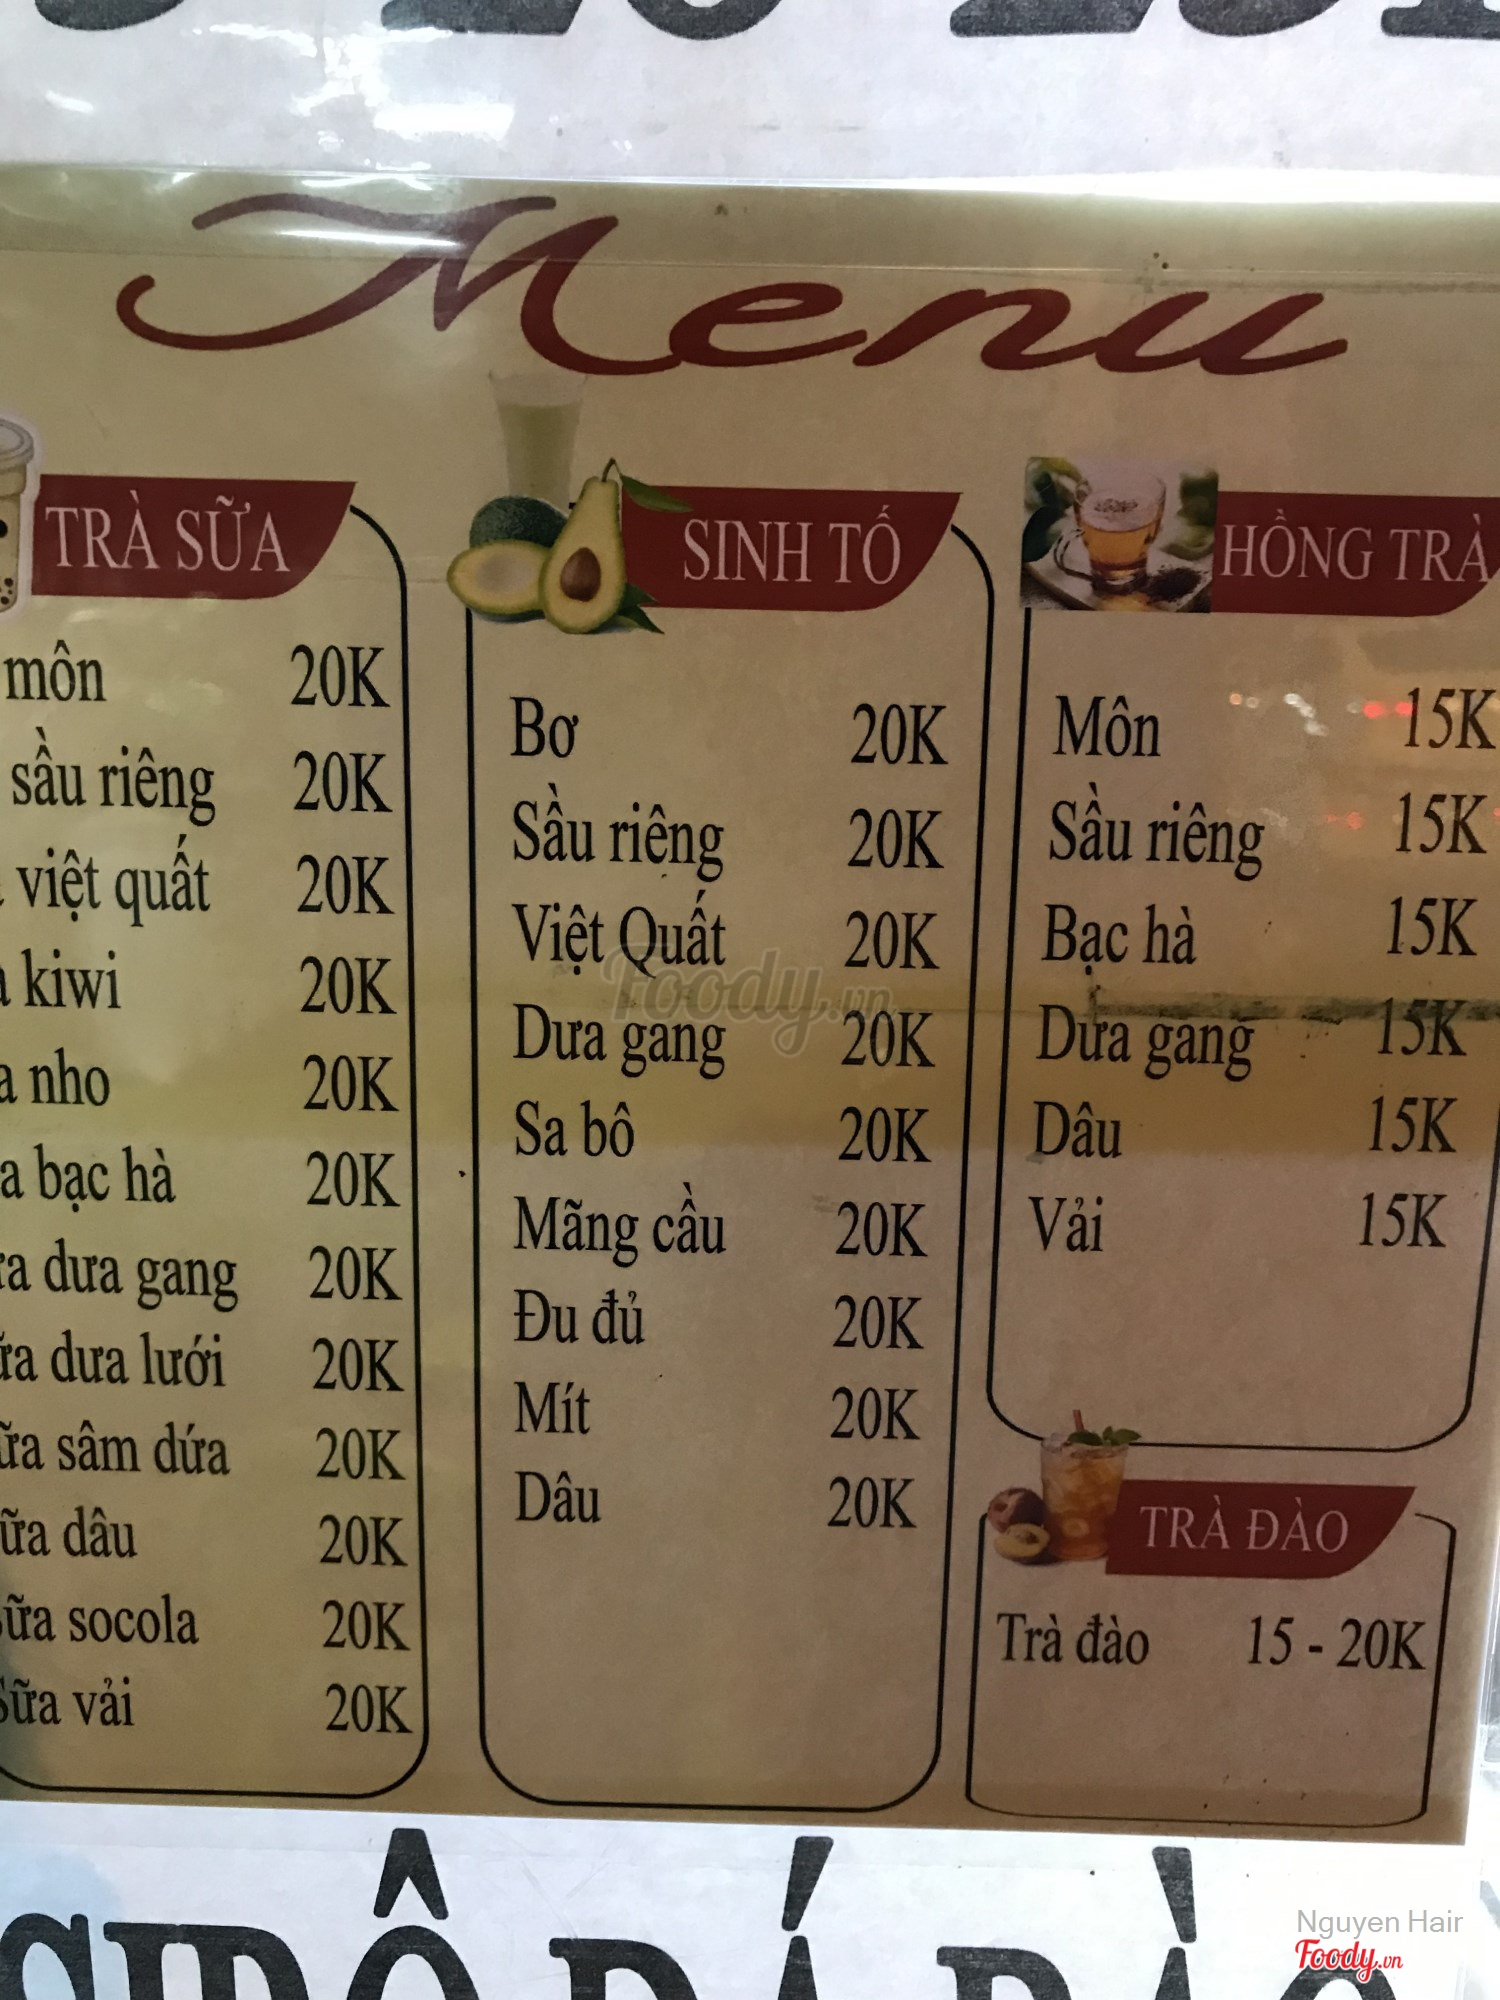 Menu
TRÀ SỮA
môn 20K
sầu riêng 20K
việt quất 20K
kiwi 20K
nho 20K
bạc hà 20K
dưa gang 20K
dưa lưới 20K
sâm dứa 20K
dâu 20K
socola 20K
Sữa vải 20K
SINH TỐ
Bơ 20K
Sầu riêng 20K
Việt Quất 20K
Dưa gang 20K
Sa bô 20K
Mãng cầu 20K
Đu đủ 20K
Mít 20K
Dâu 20K
HỒNG TRÀ
Môn 15K
Sầu riêng 15K
Bạc hà 15K
Dưa gang 15K
Dâu 15K
Vải 15K
TRÀ ĐÀO
Trà đào 15 - 20K
Foody.vn
Nguyen Hair
Foody.vn